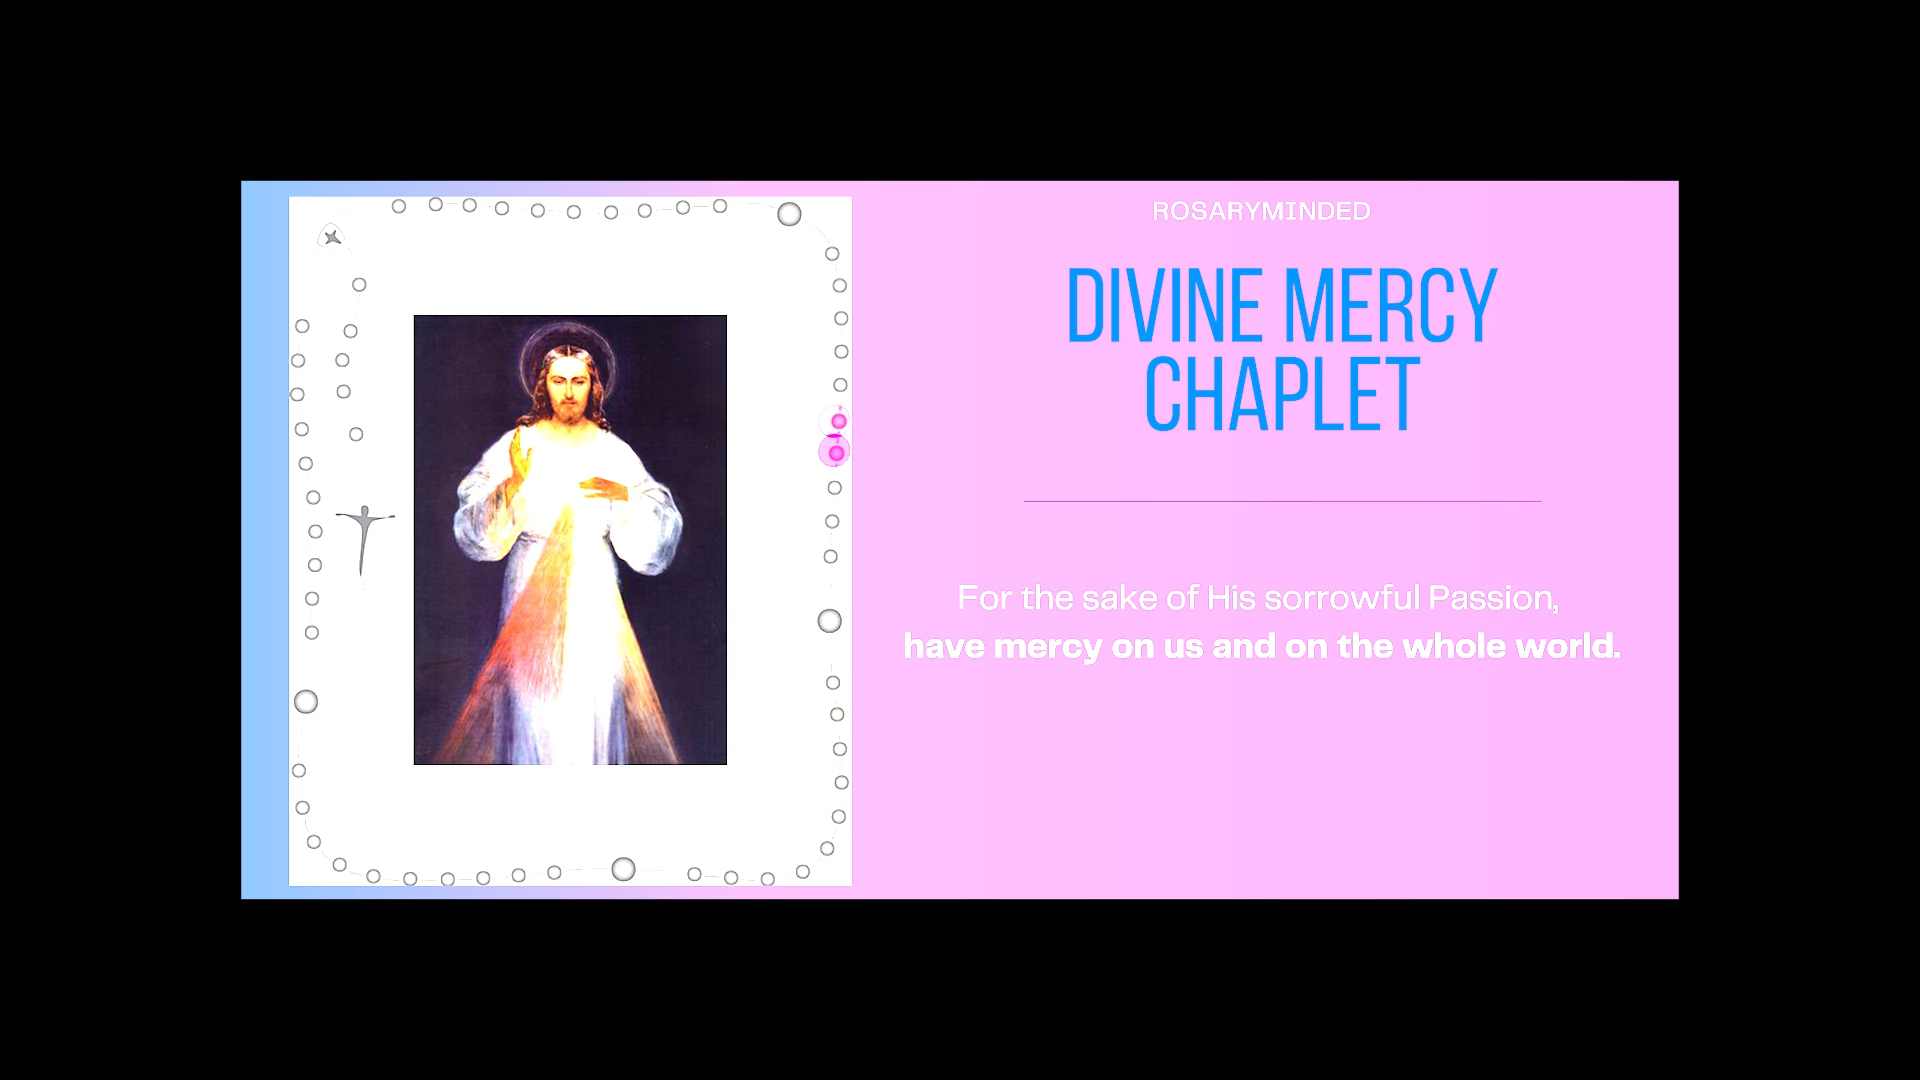 ROSARYMINDED
DIVINE MERCY
CHAPLET
For the sake of His sorrowful Passion,
have mercy on us and on the whole world.